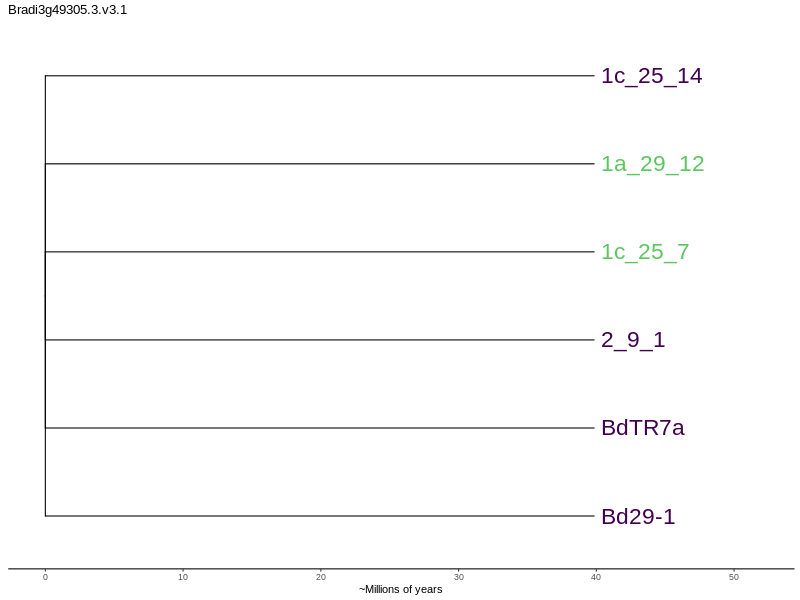 Bradi3g49305.3.v3.1
1c_25_14
1a_29_12
1c_25_7
2_9_1
BdTR7a
Bd29-1
0 10 20 30 40 50
~Millions of years